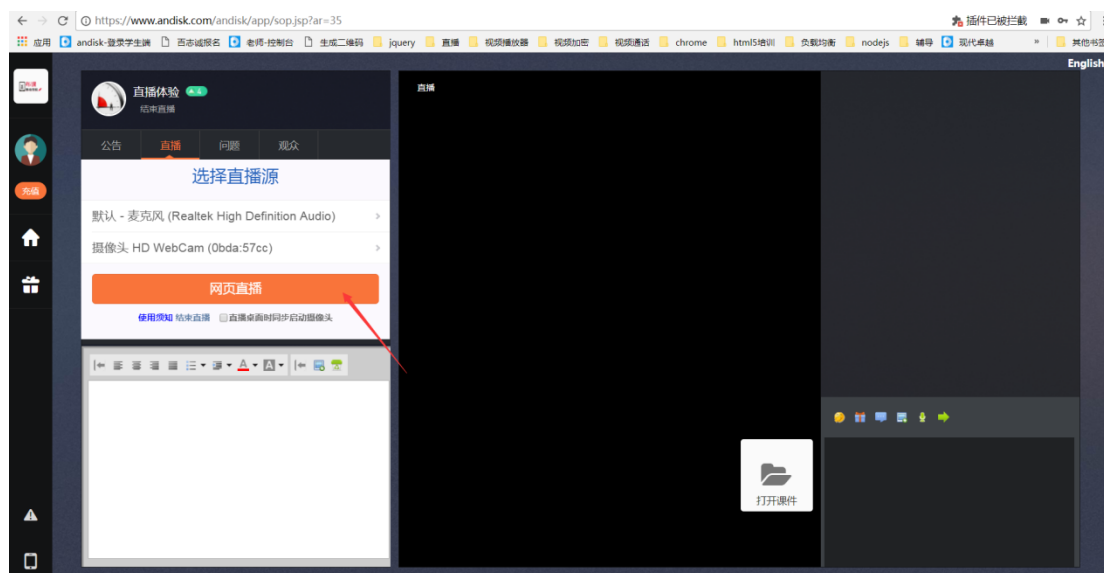 https://www.andisk.com/andisk/app/sop.jsp?ar=35
插件已被拦截
应用 andisk-登录学生端 百志诚报名 老师-控制台 生成二维码 jquery 直播 视频播放器 视频加密 视频通话 chrome html5培训 负载均衡 nodejs 辅导 现代卓越 » 其他书签
English
直播体验
结束直播
直播
公告 直播 问题 观众
选择直播源
充值
默认 - 麦克风 (Realtek High Definition Audio)
摄像头 HD WebCam (0bda:57cc)
网页直播
使用须知 结束直播 直播桌面时同步启动摄像头
A A
打开课件